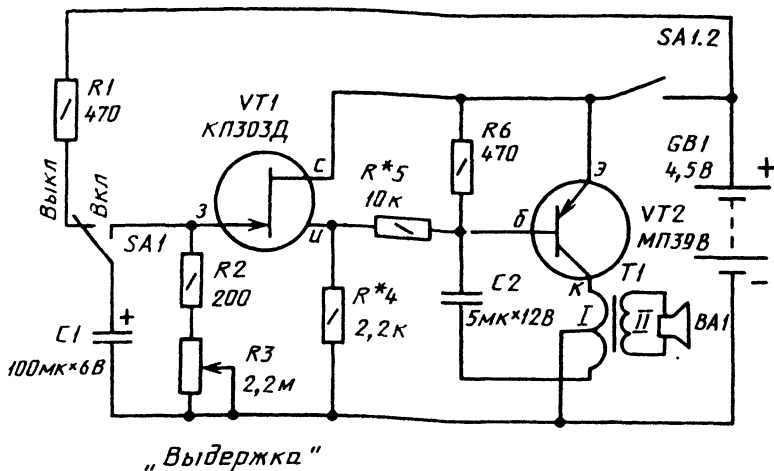 SA1.2
R1
470
VT1
КП303Д
R6
470
GB1
4,5В
+
Выкл
Вкл
с
R*5
10к
э
з
и
б
VT2
МП39В
SA1
R2
200
R*4
2,2к
C2
5мк×12В
к
T1
I
II
BA1
-
C1
+
100мк×6В
R3
2,2м
„Выдержка"